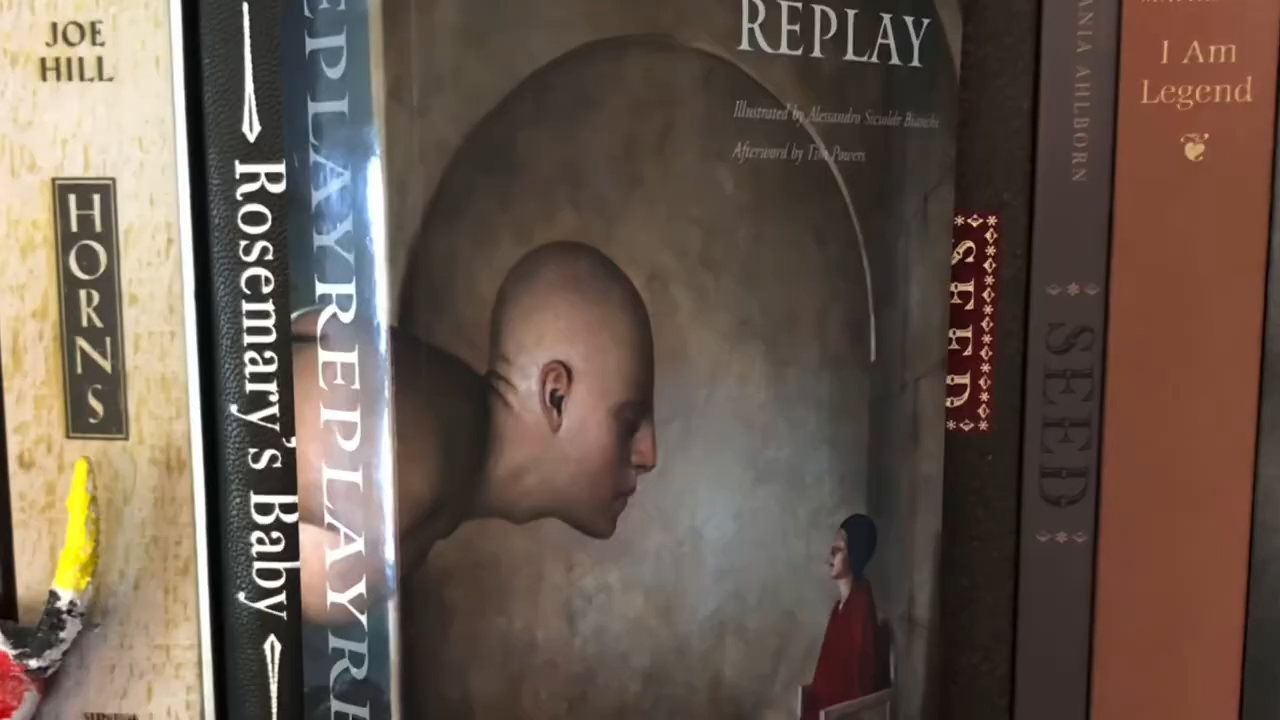 JOE
HILL
HORNS
Rosemary's Baby
EPLAYREPLAYRE
REPLAY
Illustrated by Alessandro Sicioldr Bianchi
Afterword by Tim Powers
SEED
ANIA AHLBORN
SEED
I Am
Legend